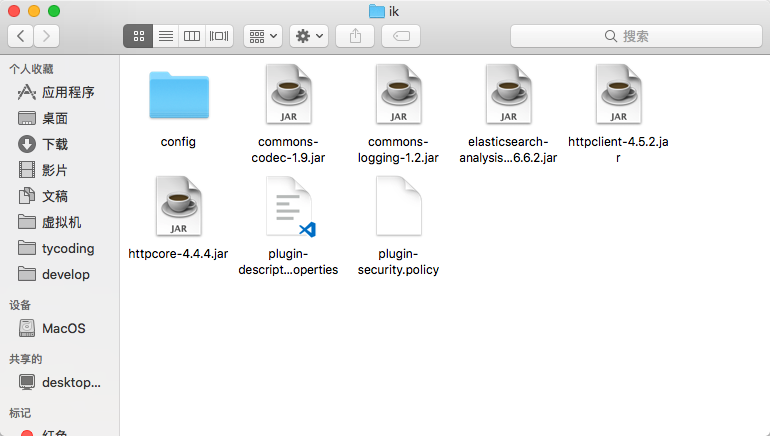 ik
搜索
个人收藏
应用程序
桌面
下载
影片
文稿
虚拟机
tycoding
develop
设备
MacOS
共享的
desktop...
标记
红色
config
JAR
commons-
codec-1.9.jar
JAR
commons-
logging-1.2.jar
JAR
elasticsearch-
analysis...6.6.2.jar
JAR
httpclient-4.5.2.ja
r
JAR
httpcore-4.4.4.jar
plugin-
descript...operties
plugin-
security.policy